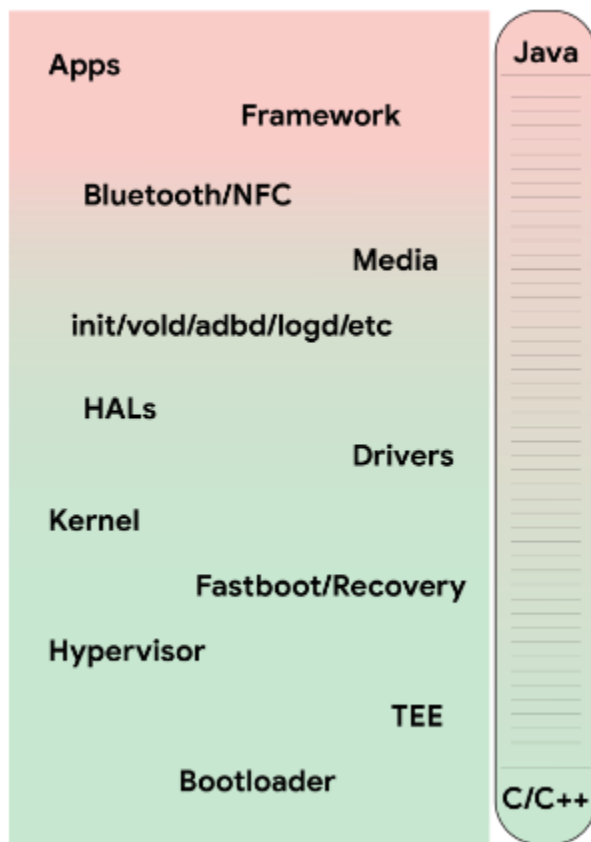 Apps
Java
Framework
Bluetooth/NFC
Media
init/vold/adbd/logd/etc
HALs
Drivers
Kernel
Fastboot/Recovery
Hypervisor
TEE
Bootloader
C/C++